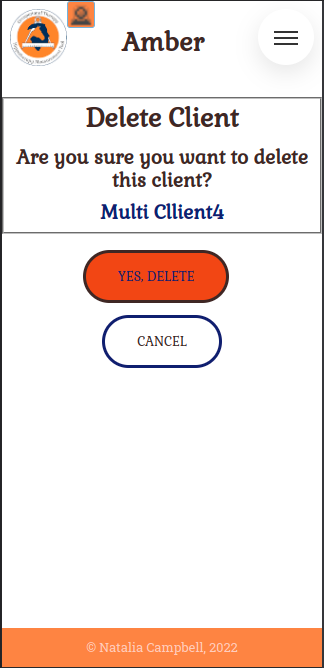 Amber
Delete Client
Are you sure you want to delete
this client?
Multi Cllient4
YES, DELETE
CANCEL
© Natalia Campbell, 2022